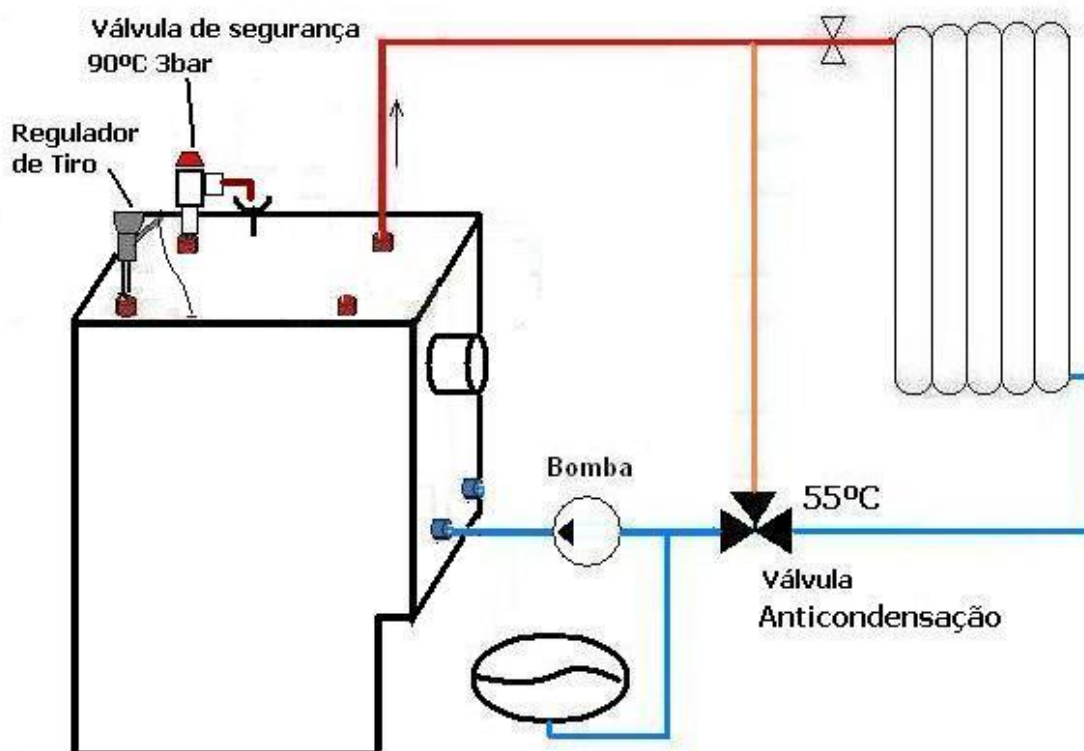 Válvula de segurança
90ºC 3bar
Regulador
de Tiro
Bomba
55ºC
Válvula
Anticondensação